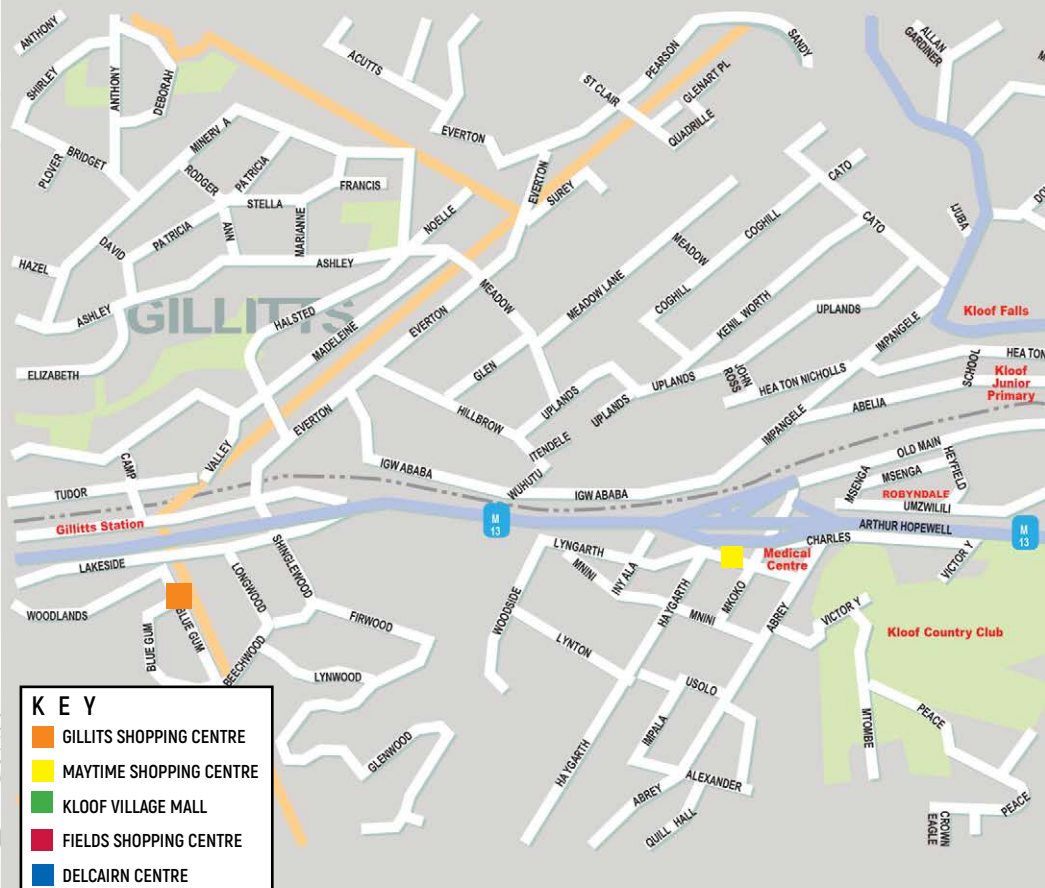 ANTHONY
SHIRLEY
ANTHONY
DEBORAH
ACUTTS
PEARSON
SANDY
ALLAN
GARDINER
ST CLAIR
GLENART PL
QUADRILLE
EVERTON
PLOVER
BRIDGET
MINERV A
RODGER
PATRICIA
FRANCIS
STELLA
MARIANNE
ANN
NOELLE
EVERTON
SUREY
CATO
CATO
IJUBA
HAZEL
DAVID
PATRICIA
ASHLEY
ASHLEY
GILLITTS
HALSTED
MADELEINE
EVERTON
MEADOW
MEADOW LANE
MEADOW
COGHILL
COGHILL
KENIL WORTH
UPLANDS
IMPANGELE
Kloof Falls
ELIZABETH
GLEN
HILLBROW
UPLANDS
UPLANDS
UPLANDS
JOHN
ROSS
HEA TON NICHOLLS
SCHOOL
HEA TON
Kloof
Junior
Primary
ABELIA
IMPANGELE
EVERTON
VALLEY
CAMP
TUDOR
ITENDELE
WUHUTU
IGW ABABA
IGW ABABA
OLD MAIN
MSENGA
MSENGA
HEYFIELD
ROBYNDALE
UMZWILILI
Gillitts Station
M
13
ARTHUR HOPEWELL
M
13
CHARLES
LAKESIDE
LYNGARTH
MNINI
INY ALA
Medical
Centre
VICTOR Y
SHINGLEWOOD
LONGWOOD
WOODLANDS
BLUE GUM
BLUE GUM
BEECHWOOD
FIRWOOD
LYNWOOD
GLENWOOD
WOODSIDE
LYNTON
HA YGARTH
MNINI
MKOKO
ABREY
VICTOR Y
Kloof Country Club
USOLO
IMPALA
HA YGARTH
ALEXANDER
ABREY
QUILL HALL
MTOMBE
PEACE
PEACE
CROWN
EAGLE
KEY
GILLITS SHOPPING CENTRE
MAYTIME SHOPPING CENTRE
KLOOF VILLAGE MALL
FIELDS SHOPPING CENTRE
DELCAIRN CENTRE